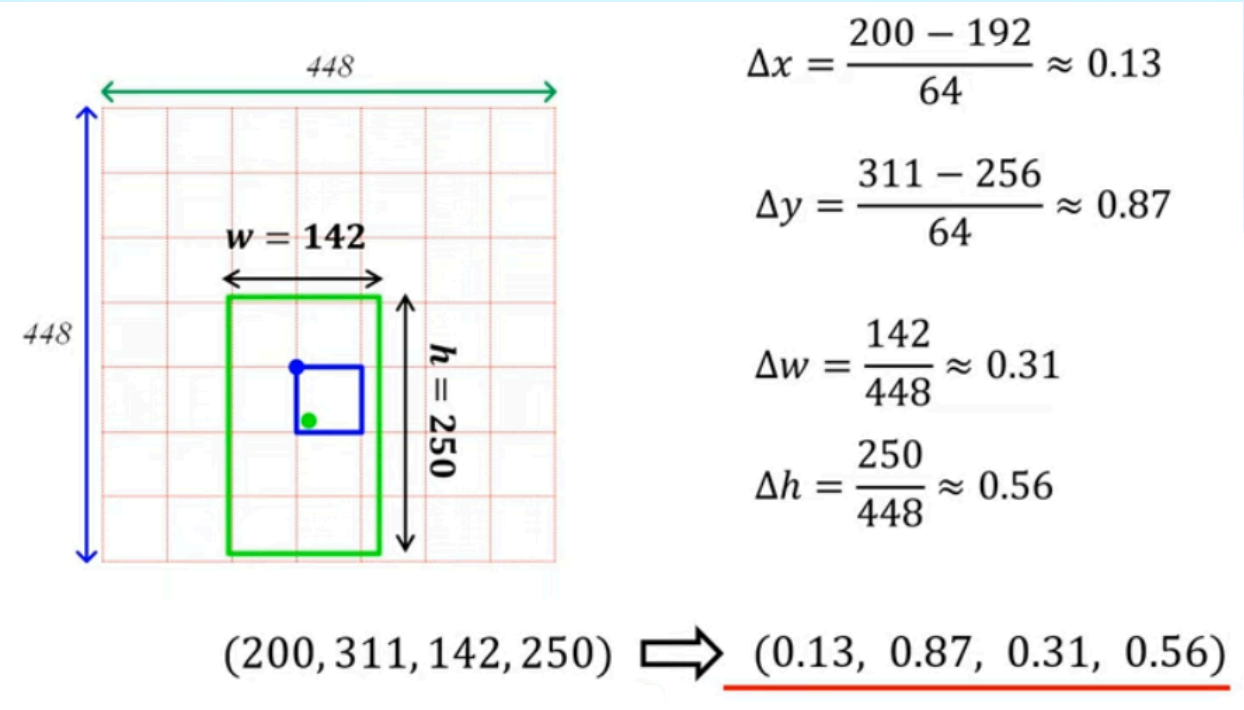 448
448
w = 142
h = 250
Δx = (200 − 192)/64 ≈ 0.13
Δy = (311 − 256)/64 ≈ 0.87
Δw = 142/448 ≈ 0.31
Δh = 250/448 ≈ 0.56
(200, 311, 142, 250) ⇨ (0.13, 0.87, 0.31, 0.56)